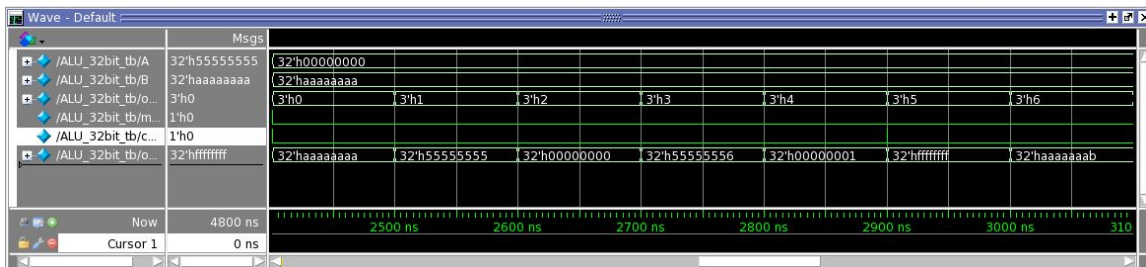 Wave - Default
Msgs
/ALU_32bit_tb/A 32'h55555555 32'h00000000
/ALU_32bit_tb/B 32'haaaaaaaa 32'haaaaaaaa
/ALU_32bit_tb/o... 3'h0 3'h0 3'h1 3'h2 3'h3 3'h4 3'h5 3'h6
/ALU_32bit_tb/m... 1'h0
/ALU_32bit_tb/c... 1'h0
/ALU_32bit_tb/o... 32'hffffffff 32'haaaaaaaa 32'h55555555 32'h00000000 32'h55555556 32'h00000001 32'hffffffff 32'haaaaaaab
Now 4800 ns 2500 ns 2600 ns 2700 ns 2800 ns 2900 ns 3000 ns 310
Cursor 1 0 ns